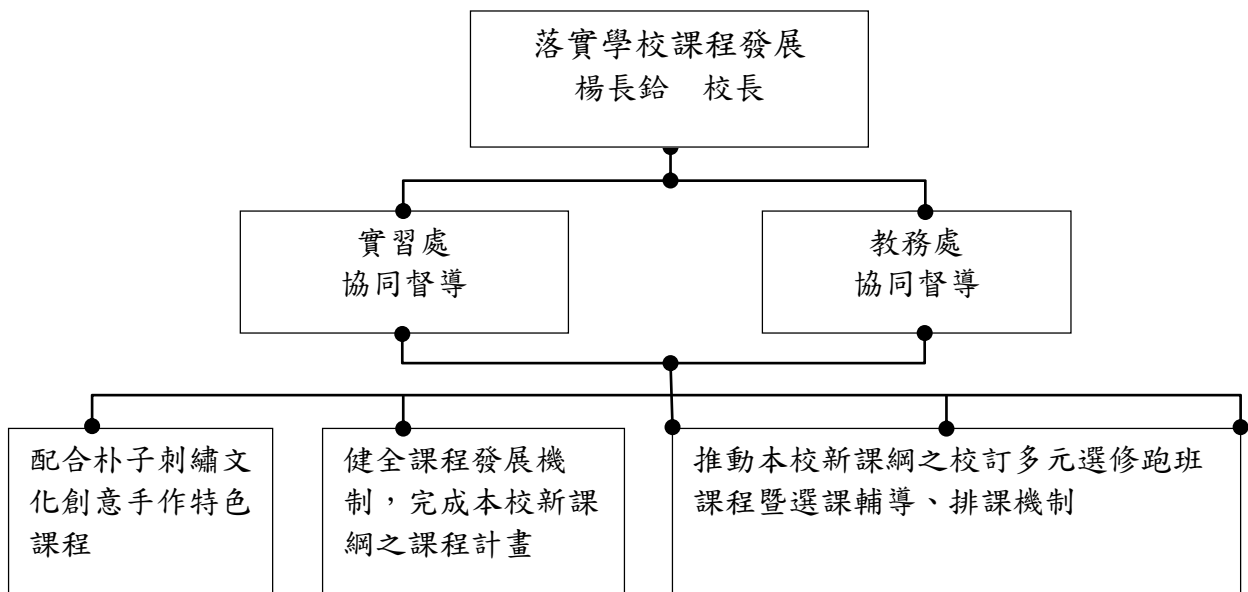 落實學校課程發展
楊長鉿　校長
實習處
協同督導
教務處
協同督導
配合朴子刺繡文
化創意手作特色
課程
健全課程發展機
制，完成本校新課
綱之課程計畫
推動本校新課綱之校訂多元選修跑班
課程暨選課輔導、排課機制